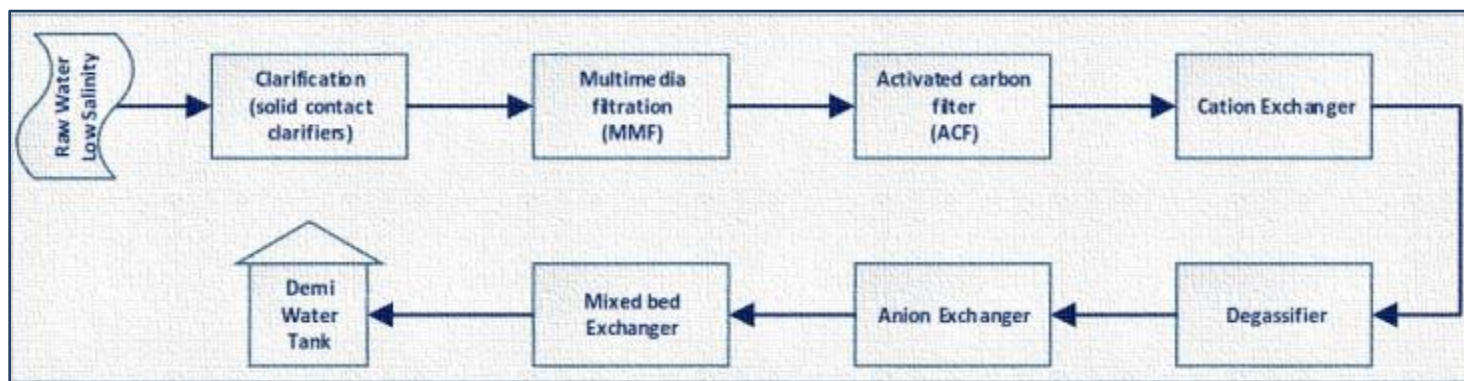 Raw Water
Low Salinity
Clarification
(solid contact
clarifiers)
Multimedia
filtration
(MMF)
Activated carbon
filter
(ACF)
Cation Exchanger
Demi
Water
Tank
Mixed bed
Exchanger
Anion Exchanger
Degassifier